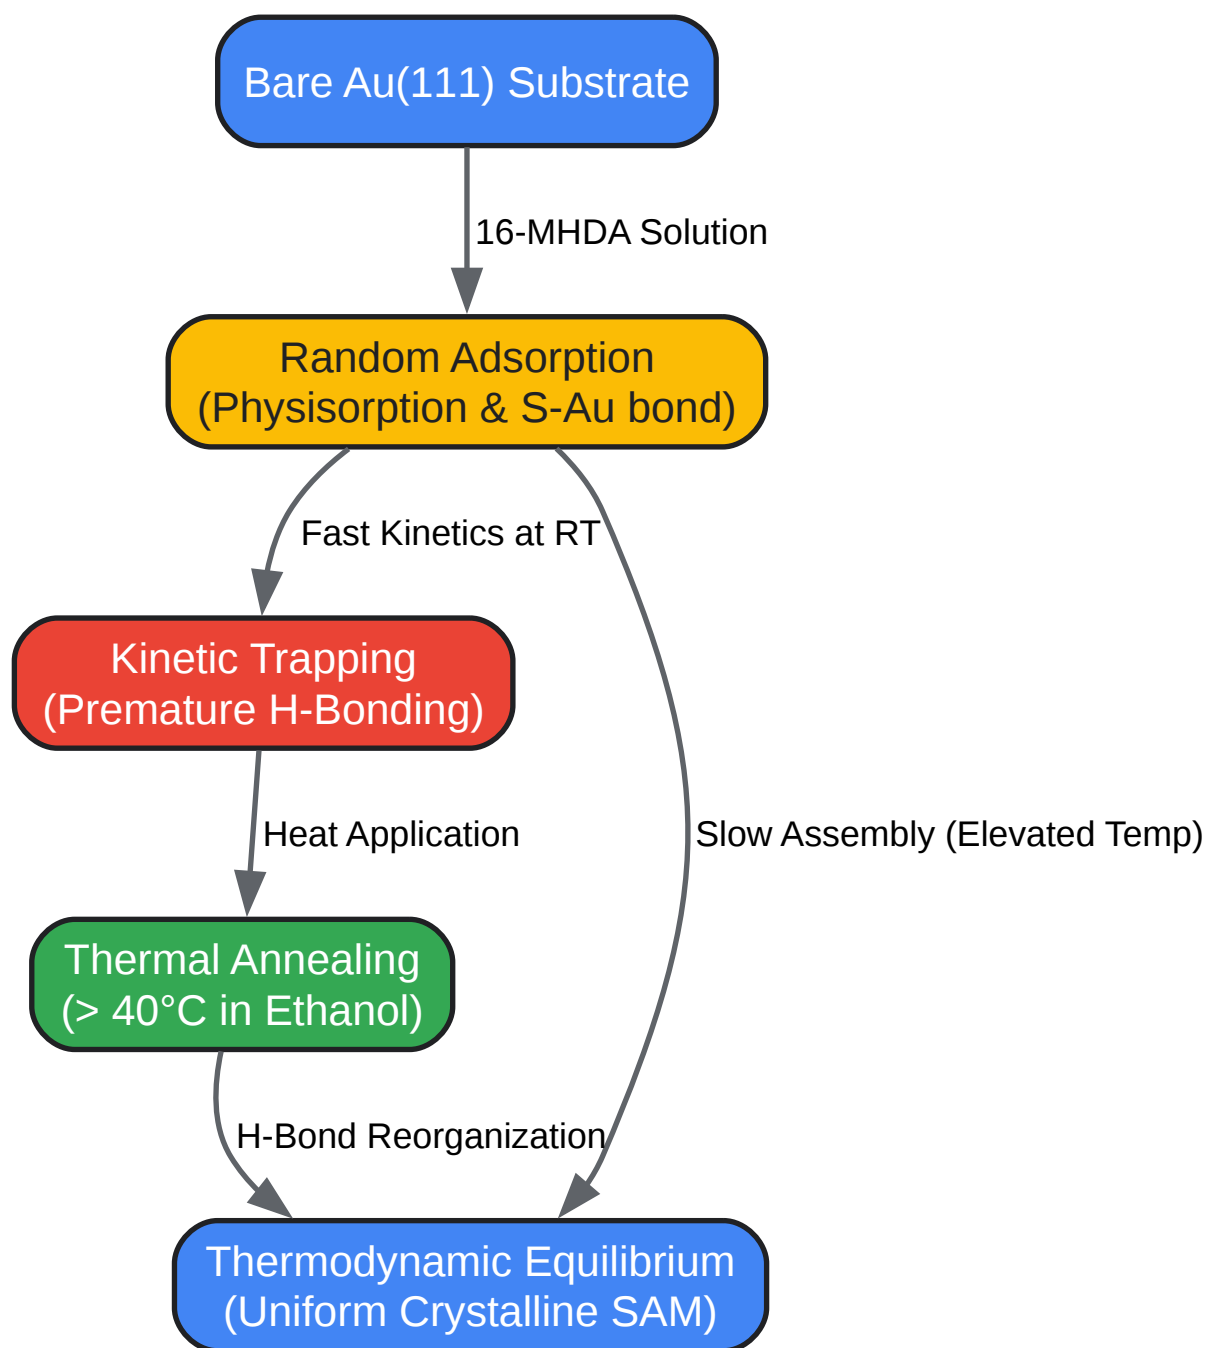 Bare Au(111) Substrate
16-MHDA Solution
Random Adsorption
(Physisorption & S-Au bond)
Fast Kinetics at RT
Kinetic Trapping
(Premature H-Bonding)
Heat Application
Slow Assembly (Elevated Temp)
Thermal Annealing
(> 40°C in Ethanol)
H-Bond Reorganization
Thermodynamic Equilibrium
(Uniform Crystalline SAM)